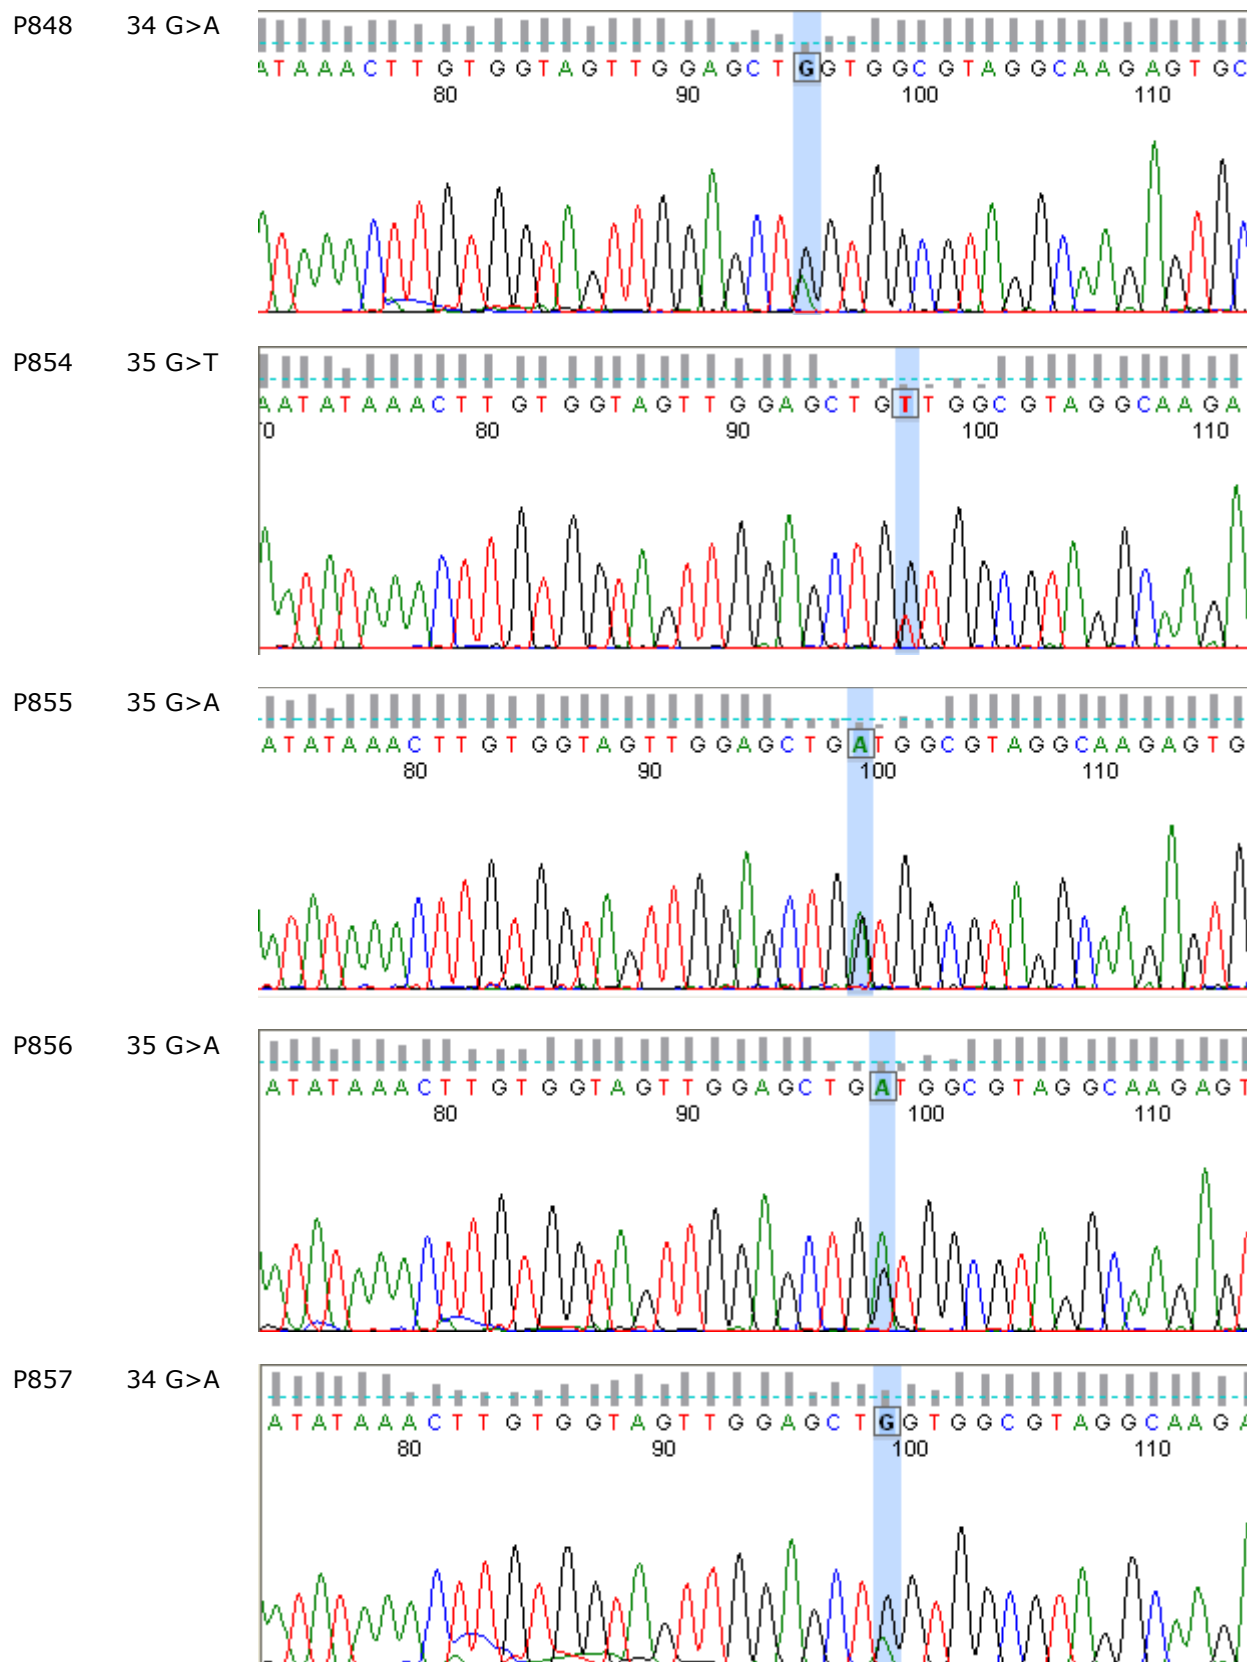 P848 34 G>A
ATAAACTTGTGGTAGTTGGAGCTGGTGGCGTAGGCAAGAGTGC
80 90 100 110
P854 35 G>T
AATATAAACTTGTGGTAGTTGGAGCTGTTGGCGTAGGCAAGA
70 80 90 100 110
P855 35 G>A
ATATAAACTTGTGGTAGTTGGAGCTGATGGCGTAGGCAAGAGTG
80 90 100 110
P856 35 G>A
ATATAAACTTGTGGTAGTTGGAGCTGATGGCGTAGGCAAGAGT
80 90 100 110
P857 34 G>A
ATATAAACTTGTGGTAGTTGGAGCTGGTGGCGTAGGCAAGA
80 90 100 110